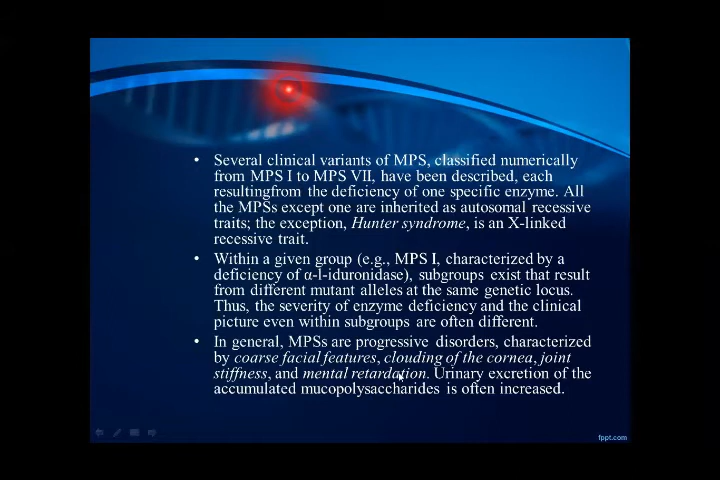 • Several clinical variants of MPS, classified numerically
from MPS I to MPS VII, have been described, each
resultingfrom the deficiency of one specific enzyme. All
the MPSs except one are inherited as autosomal recessive
traits; the exception, Hunter syndrome, is an X-linked
recessive trait.
• Within a given group (e.g., MPS I, characterized by a
deficiency of α-l-iduronidase), subgroups exist that result
from different mutant alleles at the same genetic locus.
Thus, the severity of enzyme deficiency and the clinical
picture even within subgroups are often different.
• In general, MPSs are progressive disorders, characterized
by coarse facial features, clouding of the cornea, joint
stiffness, and mental retardation. Urinary excretion of the
accumulated mucopolysaccharides is often increased.
fppt.com